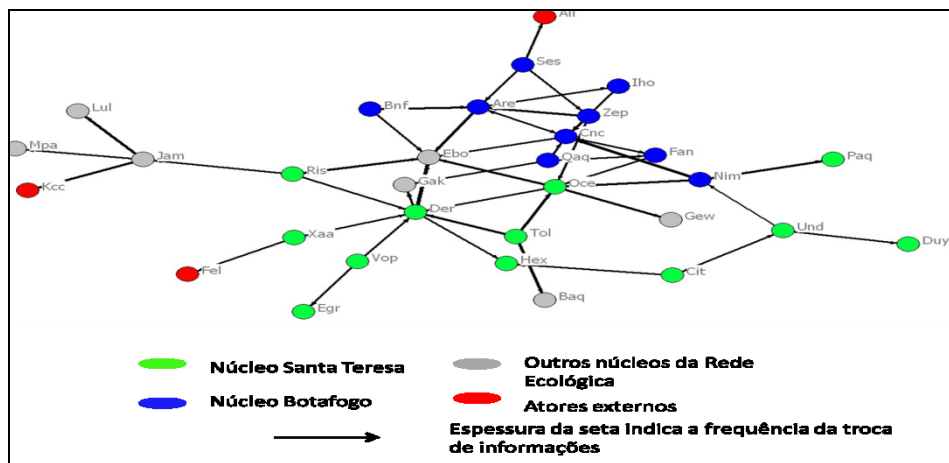 All
Ses
Iho
Bnf
Are
Zep
Lul
Cnc
Mpa
Jam
Ebo
Qaq
Fan
Paq
Kcc
Ris
Gak
Oce
Nim
Der
Gew
Xaa
Tol
Und
Fel
Vop
Hex
Cit
Duy
Egr
Baq
Núcleo Santa Teresa
Outros núcleos da Rede
Ecológica
Núcleo Botafogo
Atores externos
Espessura da seta indica a frequência da troca
de informações